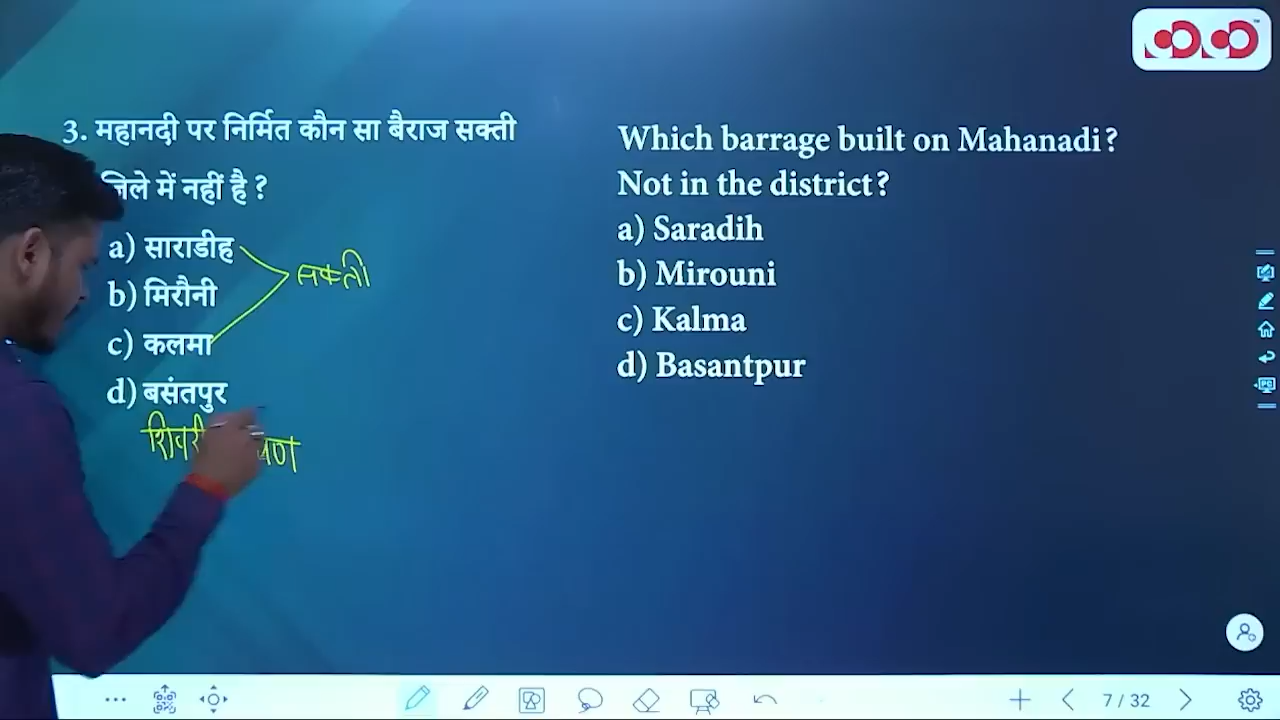 3. महानदी पर निर्मित कौन सा बैराज सक्ती
जिले में नहीं है ?
a) साराडीह
b) मिरौनी
c) कलमा
d) बसंतपुर
सक्ती
Which barrage built on Mahanadi?
Not in the district?
a) Saradih
b) Mirouni
c) Kalma
d) Basantpur
7 / 32